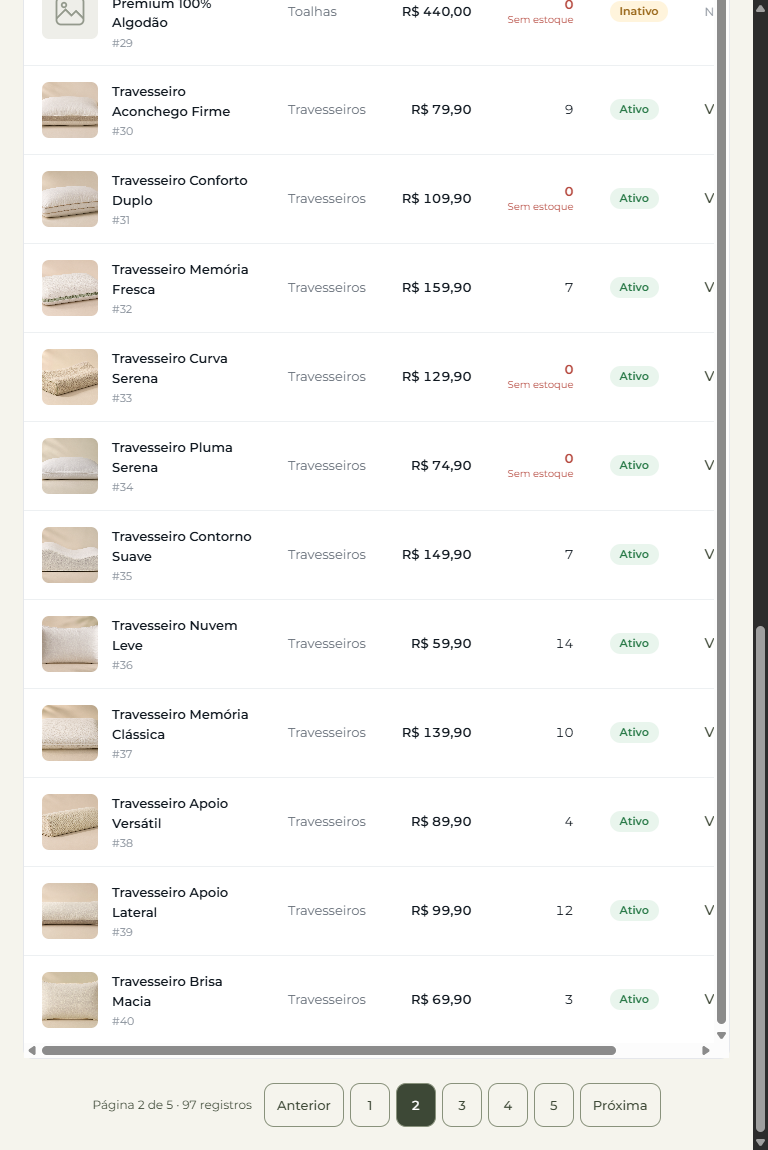 Premium 100%
Algodão
#29
Toalhas
R$ 440,00
0
Sem estoque
Inativo
N
Travesseiro
Aconchego Firme
#30
Travesseiros
R$ 79,90
9
Ativo
V
Travesseiro Conforto
Duplo
#31
Travesseiros
R$ 109,90
0
Sem estoque
Ativo
V
Travesseiro Memória
Fresca
#32
Travesseiros
R$ 159,90
7
Ativo
V
Travesseiro Curva
Serena
#33
Travesseiros
R$ 129,90
0
Sem estoque
Ativo
V
Travesseiro Pluma
Serena
#34
Travesseiros
R$ 74,90
0
Sem estoque
Ativo
V
Travesseiro Contorno
Suave
#35
Travesseiros
R$ 149,90
7
Ativo
V
Travesseiro Nuvem
Leve
#36
Travesseiros
R$ 59,90
14
Ativo
V
Travesseiro Memória
Clássica
#37
Travesseiros
R$ 139,90
10
Ativo
V
Travesseiro Apoio
Versátil
#38
Travesseiros
R$ 89,90
4
Ativo
V
Travesseiro Apoio
Lateral
#39
Travesseiros
R$ 99,90
12
Ativo
V
Travesseiro Brisa
Macia
#40
Travesseiros
R$ 69,90
3
Ativo
V
Página 2 de 5 · 97 registros
Anterior
1
2
3
4
5
Próxima